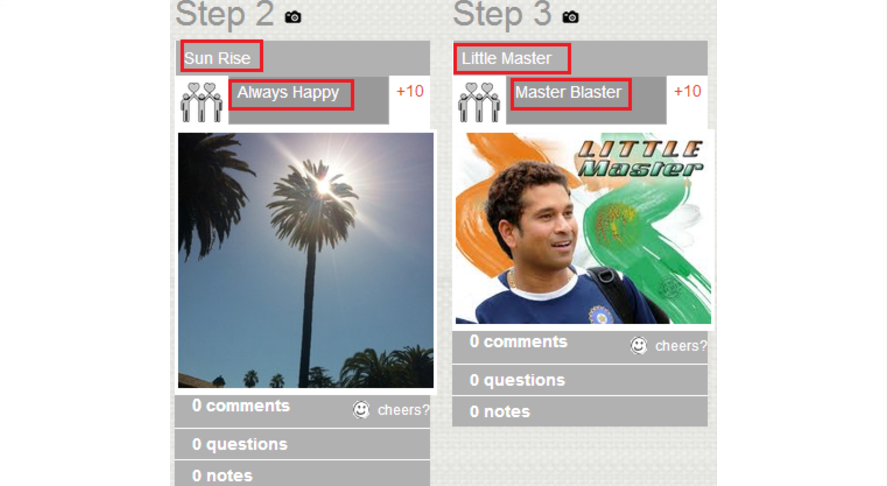 Step 2
Sun Rise
Always Happy
+10
0 comments
cheers?
0 questions
0 notes
Step 3
Little Master
Master Blaster
+10
LITTLE
Master
0 comments
cheers?
0 questions
0 notes